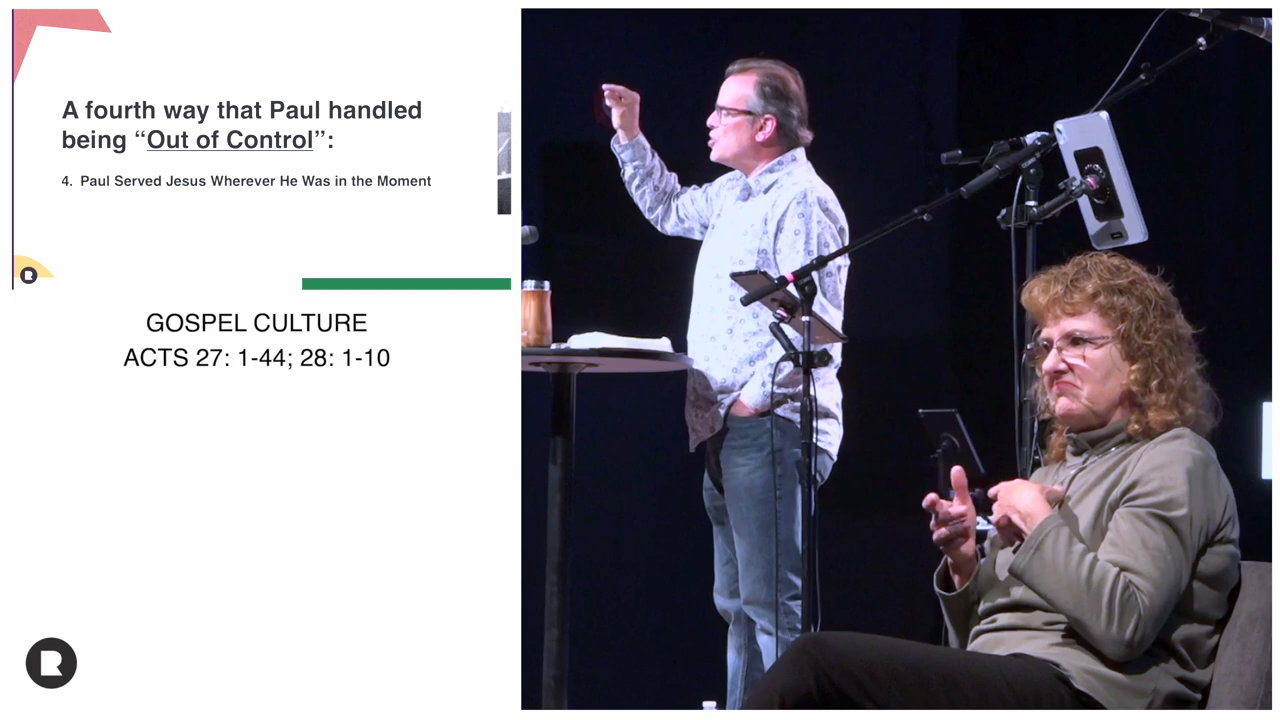 A fourth way that Paul handled
being “Out of Control”:
4. Paul Served Jesus Wherever He Was in the Moment
R
GOSPEL CULTURE
ACTS 27: 1-44; 28: 1-10
R